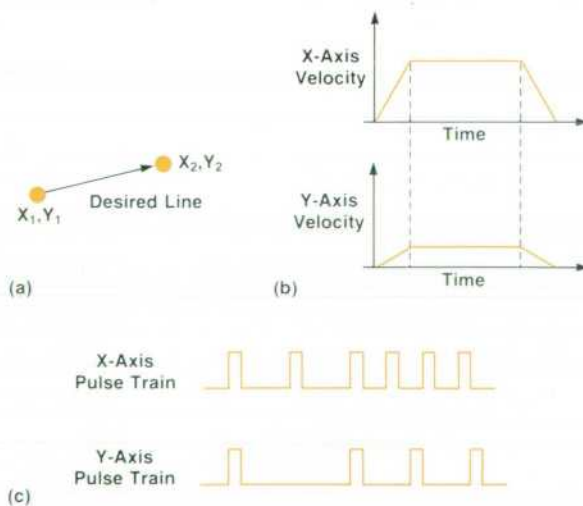 X-Axis
Velocity
Time
X₂,Y₂
X₁,Y₁
Desired Line
Y-Axis
Velocity
Time
(a)
(b)
X-Axis
Pulse Train
Y-Axis
Pulse Train
(c)